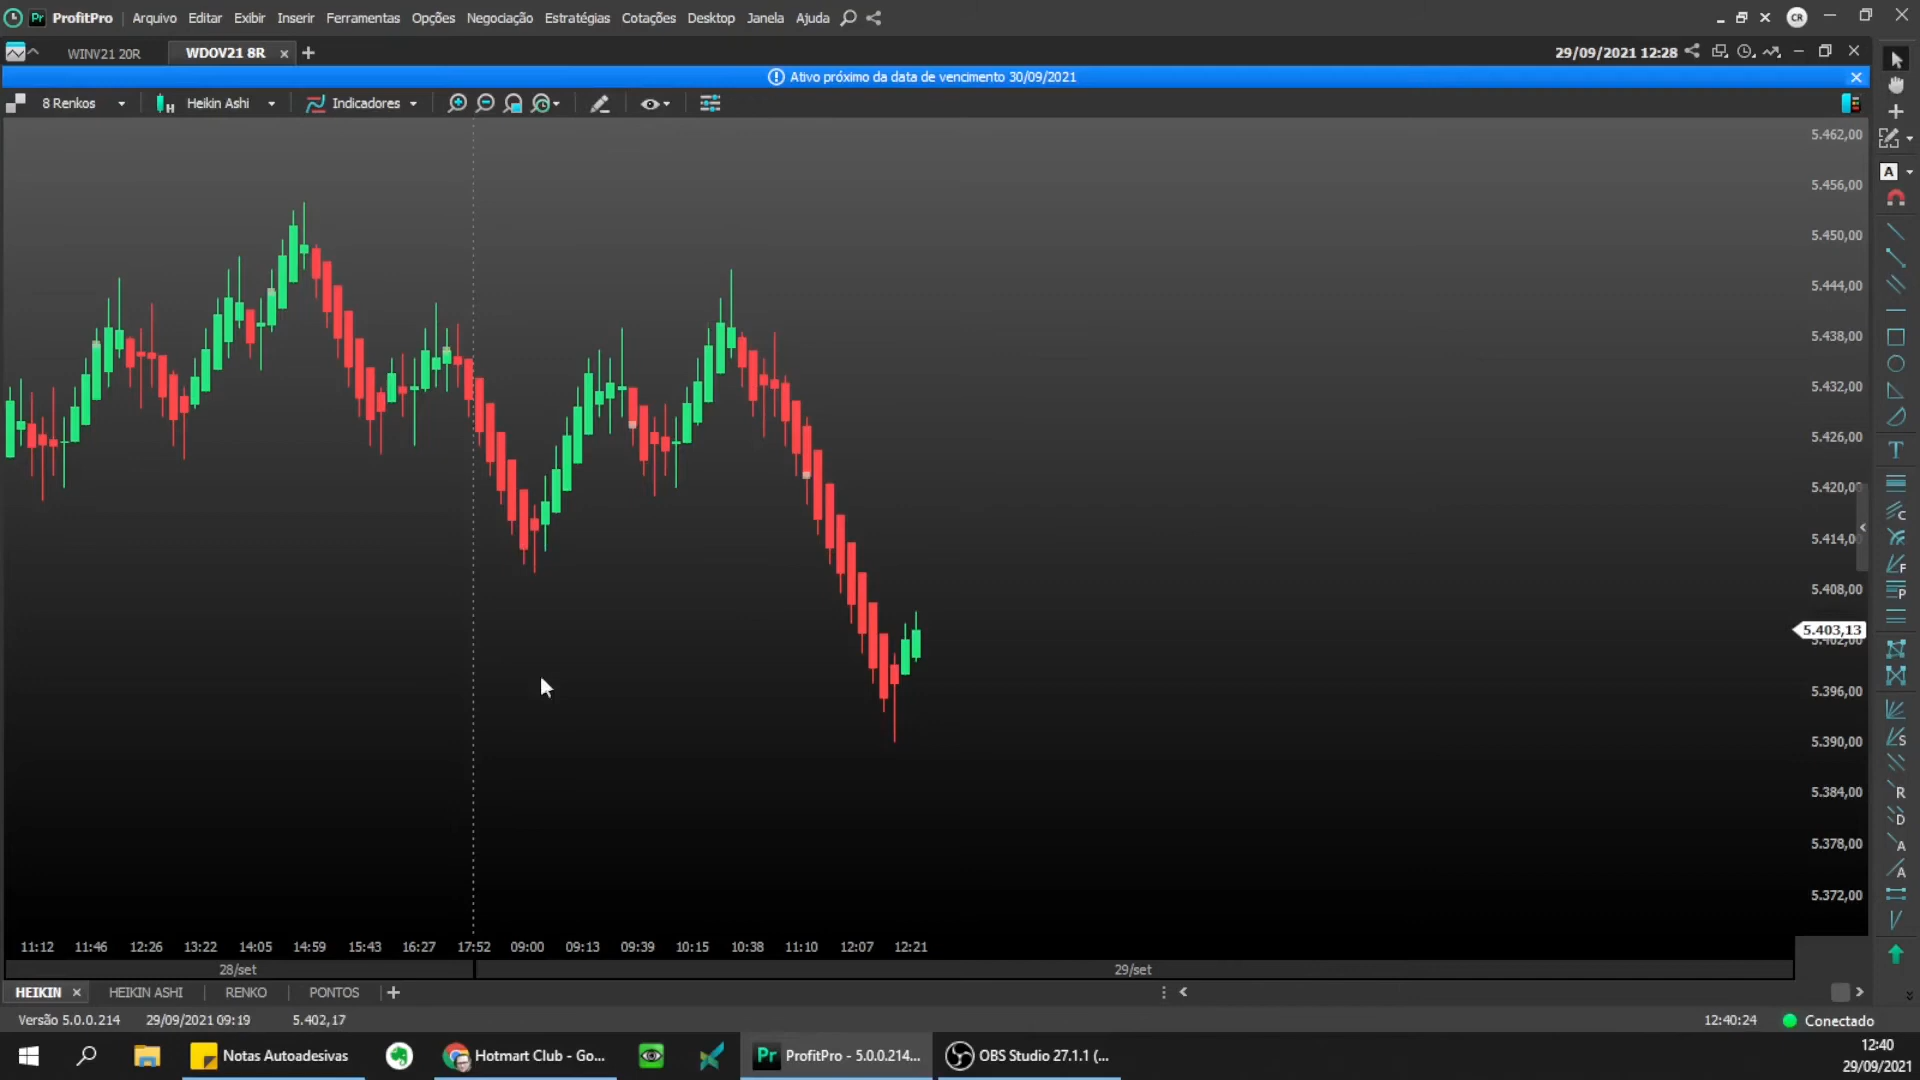 Pr ProfitPro Arquivo Editar Exibir Inserir Ferramentas Opções Negociação Estratégias Cotações Desktop Janela Ajuda CR
WINV21 20R WDOV21 8R 29/09/2021 12:28
Ativo próximo da data de vencimento 30/09/2021
8 Renkos Heikin Ashi Indicadores
5.462,00
5.456,00
5.450,00
5.444,00
5.438,00
5.432,00
5.426,00
5.420,00
5.414,00
5.408,00
5.403,13
5.402,00
5.396,00
5.390,00
5.384,00
5.378,00
5.372,00
A
T
C
F
P
S
R
D
A
A
11:12 11:46 12:26 13:22 14:05 14:59 15:43 16:27 17:52 09:00 09:13 09:39 10:15 10:38 11:10 12:07 12:21
28/set 29/set
HEIKIN HEIKIN ASHI RENKO PONTOS
Versão 5.0.0.214 29/09/2021 09:19 5.402,17 12:40:24 Conectado
Notas Autoadesivas Hotmart Club - Go... Pr ProfitPro - 5.0.0.214... OBS Studio 27.1.1 (...
12:40
29/09/2021